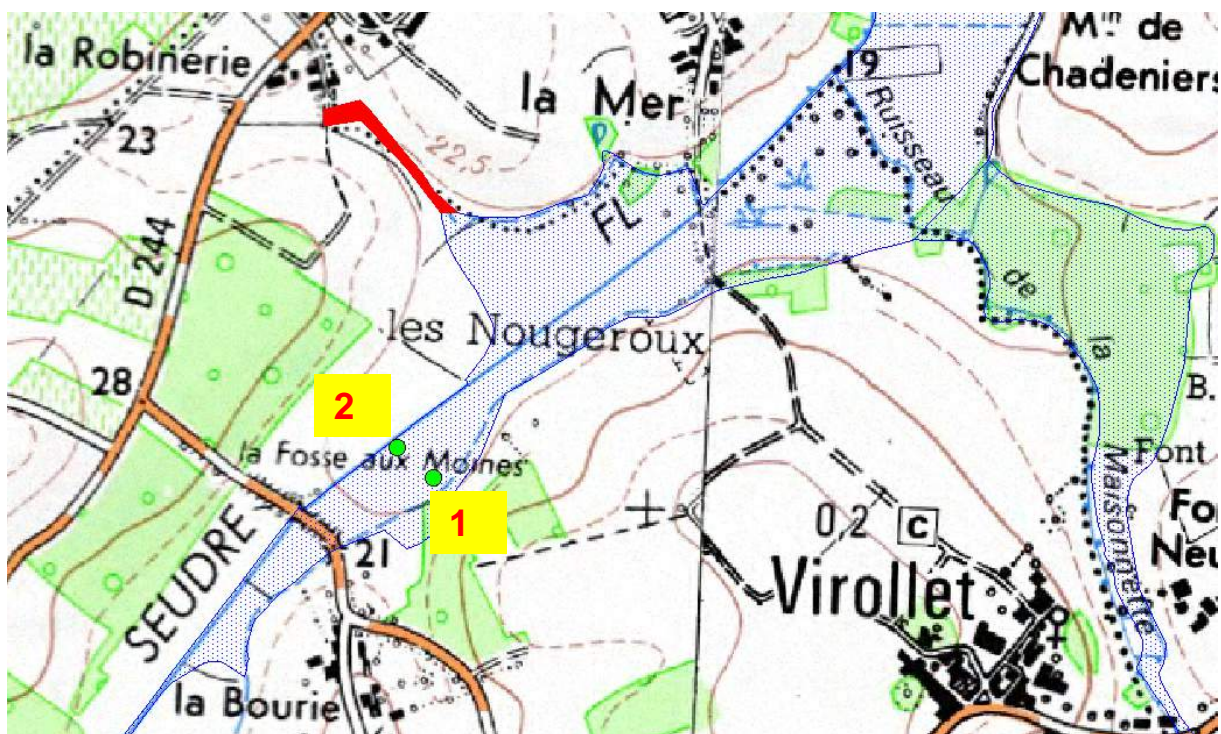 la Robinerie
la Mer
19
Mⁱⁿ de
Chadeniers
Ruisseau
23
22,5
FL
D 244
de
les Nougeroux
la
28
B.
2
la Fosse aux Moines
Font
Maisonnette
1
0,2
C
Fo
Neu
21
SEUDRE
Virollet
la Bourie